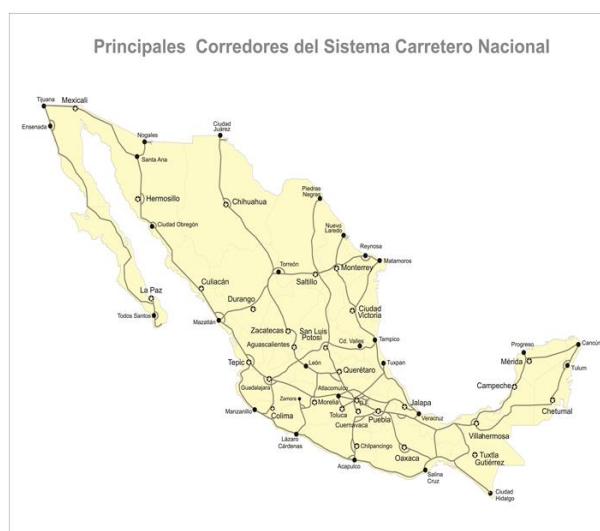 Principales Corredores del Sistema Carretero Nacional
Tijuana
Mexicali
Ensenada
Nogales
Santa Ana
Ciudad
Juárez
Hermosillo
Chihuahua
Piedras
Negras
Ciudad Obregón
Nuevo
Laredo
Reynosa
Matamoros
Torreón
Saltillo
Monterrey
La Paz
Culiacán
Durango
Todos Santos
Mazatlán
Ciudad
Victoria
Zacatecas
San Luis
Potosí
Aguascalientes
Cd. Valles
Tampico
Tepic
León
Querétaro
Tuxpan
Guadalajara
Atlacomulco
Zamora
Morelia
D.F.
Jalapa
Manzanillo
Colima
Toluca
Puebla
Veracruz
Cuernavaca
Lázaro
Cárdenas
Chilpancingo
Acapulco
Oaxaca
Salina
Cruz
Villahermosa
Tuxtla
Gutiérrez
Ciudad
Hidalgo
Progreso
Cancún
Mérida
Tulum
Campeche
Chetumal